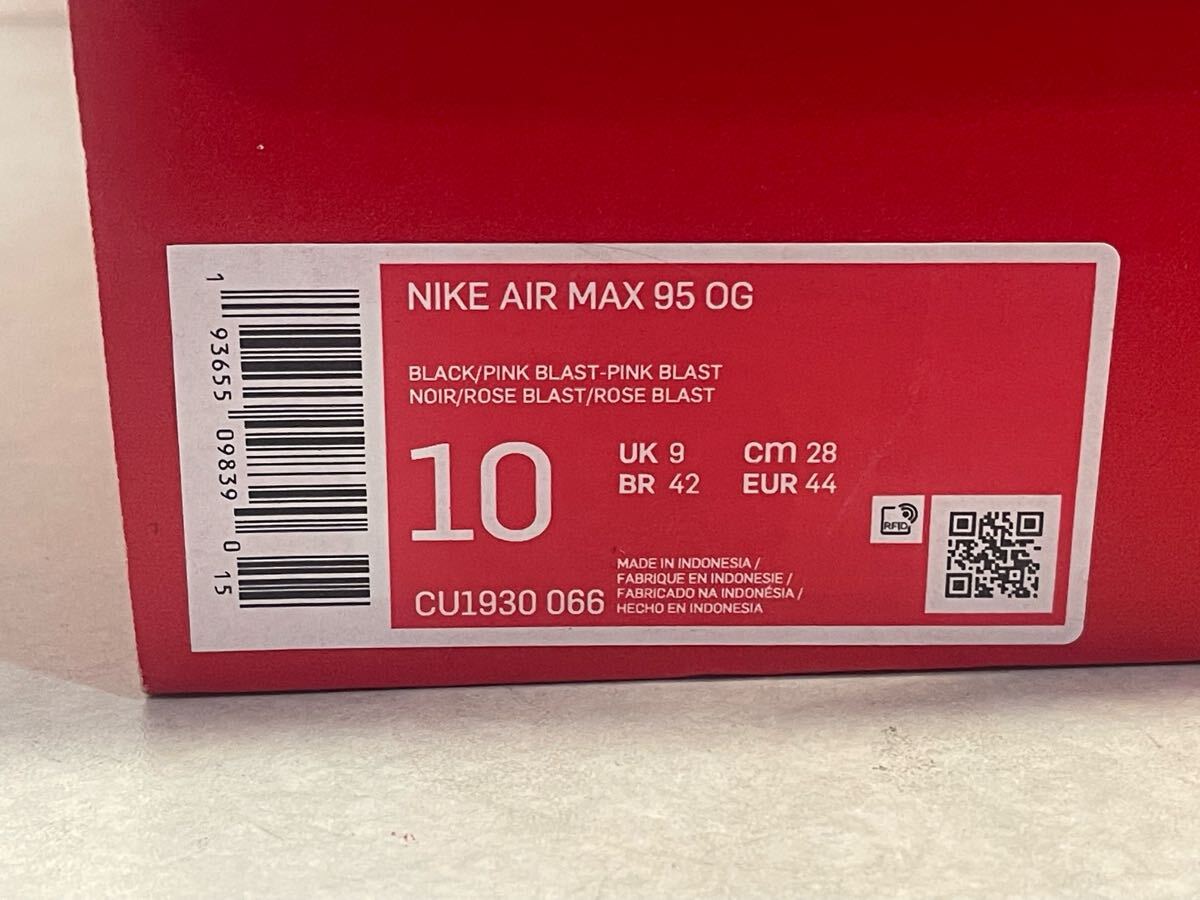 1 93655 09839 0 15
NIKE AIR MAX 95 OG
BLACK/PINK BLAST-PINK BLAST
NOIR/ROSE BLAST/ROSE BLAST
10
UK 9 cm 28
BR 42 EUR 44
RFID
CU1930 066
MADE IN INDONESIA /
FABRIQUE EN INDONESIE /
FABRICADO NA INDONÉSIA /
HECHO EN INDONESIA